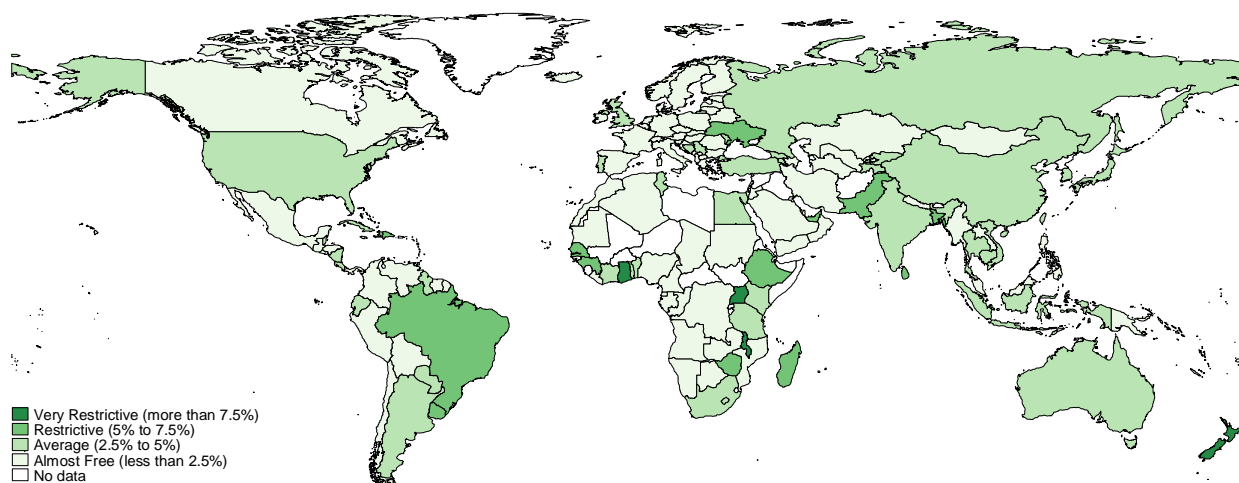 Very Restrictive (more than 7.5%)
Restrictive (5% to 7.5%)
Average (2.5% to 5%)
Almost Free (less than 2.5%)
No data